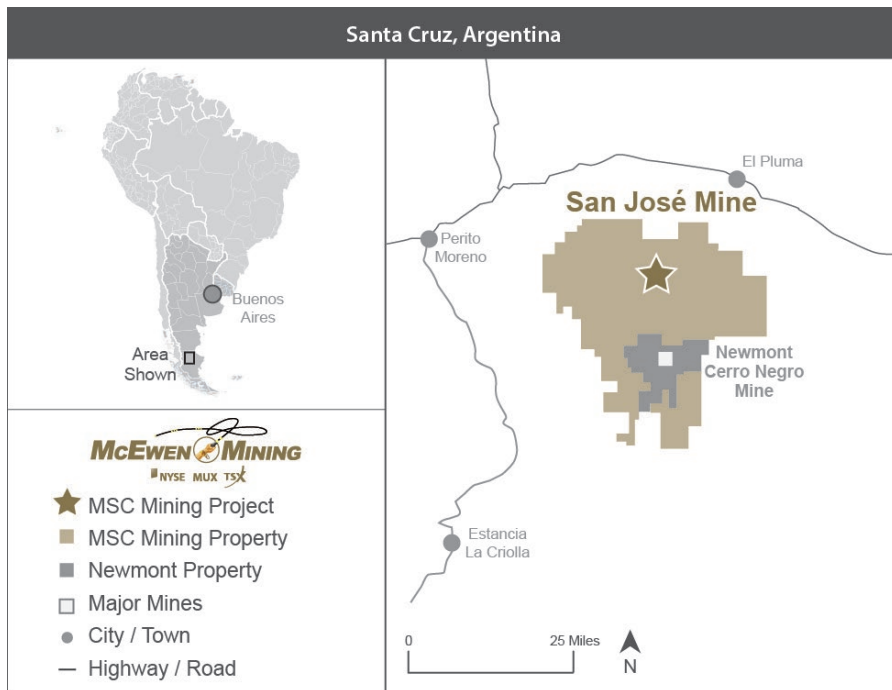 Santa Cruz, Argentina
Buenos
Aires
Area
Shown
McEwen Mining
NYSE MUX TSX
MSC Mining Project
MSC Mining Property
Newmont Property
Major Mines
City / Town
Highway / Road
El Pluma
San José Mine
Perito
Moreno
Newmont
Cerro Negro
Mine
Estancia
La Criolla
0 25 Miles
N